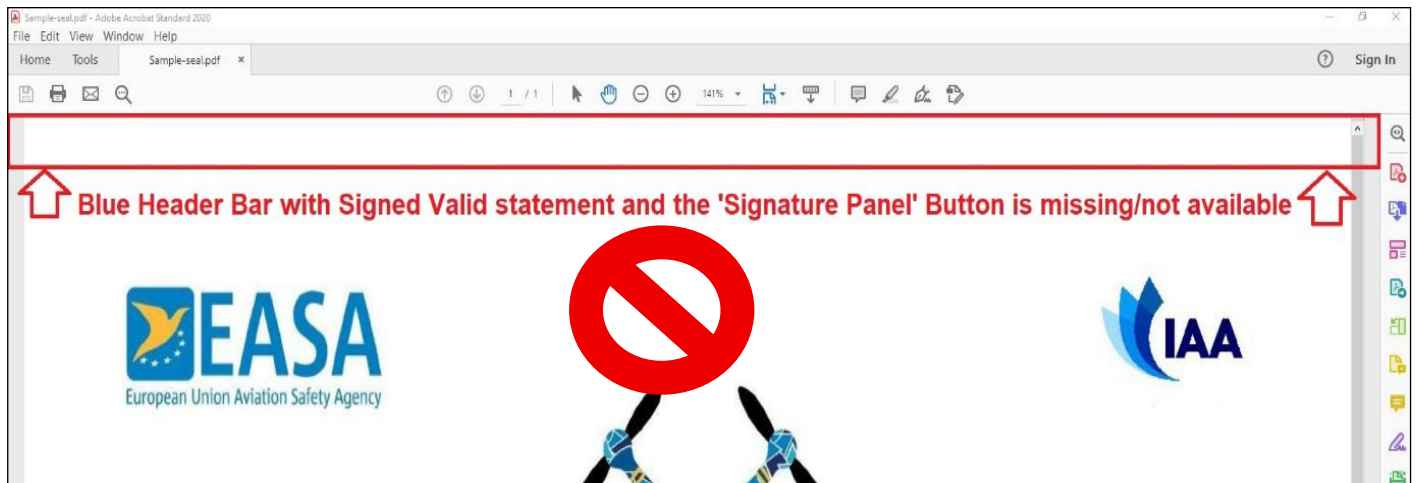 Sample-seal.pdf - Adobe Acrobat Standard 2020
File Edit View Window Help
Home Tools Sample-seal.pdf × Sign In
1 / 1 141%
Blue Header Bar with Signed Valid statement and the 'Signature Panel' Button is missing/not available
EASA
European Union Aviation Safety Agency
IAA